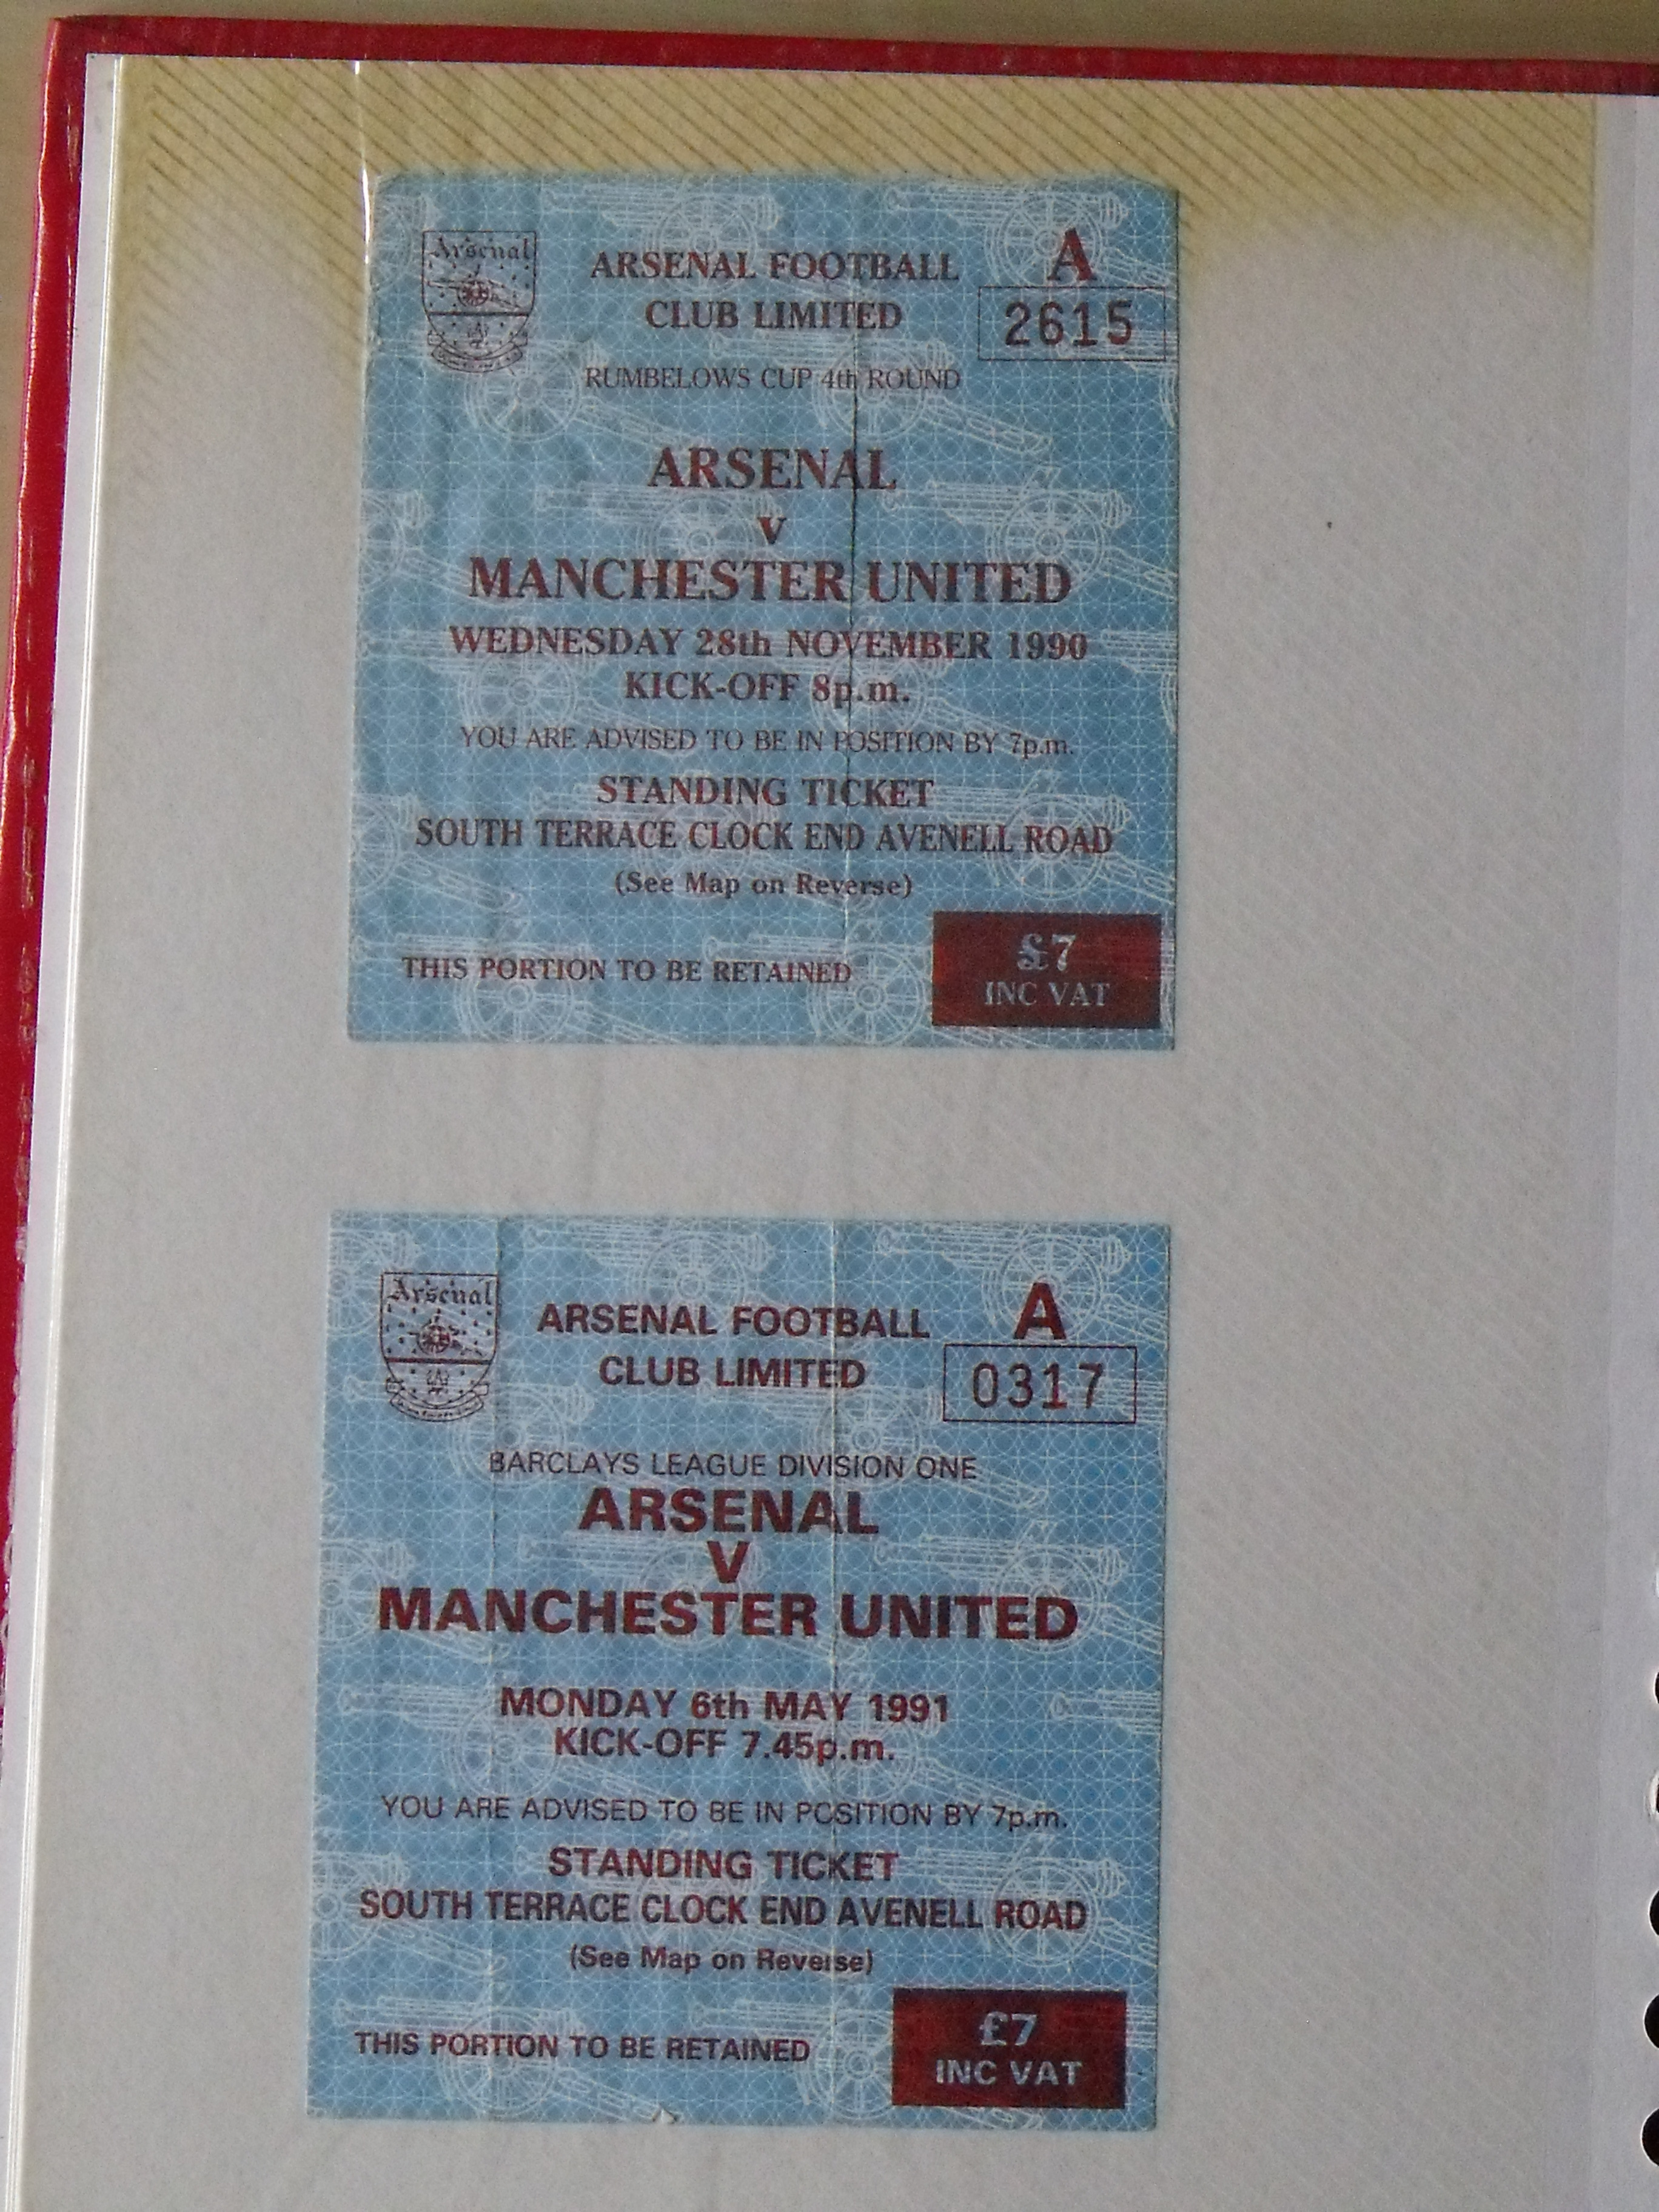 Arsenal
ARSENAL FOOTBALL
CLUB LIMITED
A
2615
RUMBELOWS CUP 4th ROUND
ARSENAL
v
MANCHESTER UNITED
WEDNESDAY 28th NOVEMBER 1990
KICK-OFF 8p.m.
YOU ARE ADVISED TO BE IN POSITION BY 7p.m.
STANDING TICKET
SOUTH TERRACE CLOCK END AVENELL ROAD
(See Map on Reverse)
THIS PORTION TO BE RETAINED
£7
INC VAT
Arsenal
ARSENAL FOOTBALL
CLUB LIMITED
A
0317
BARCLAYS LEAGUE DIVISION ONE
ARSENAL
V
MANCHESTER UNITED
MONDAY 6th MAY 1991
KICK-OFF 7.45p.m.
YOU ARE ADVISED TO BE IN POSITION BY 7p.m.
STANDING TICKET
SOUTH TERRACE CLOCK END AVENELL ROAD
(See Map on Reverse)
THIS PORTION TO BE RETAINED
£7
INC VAT